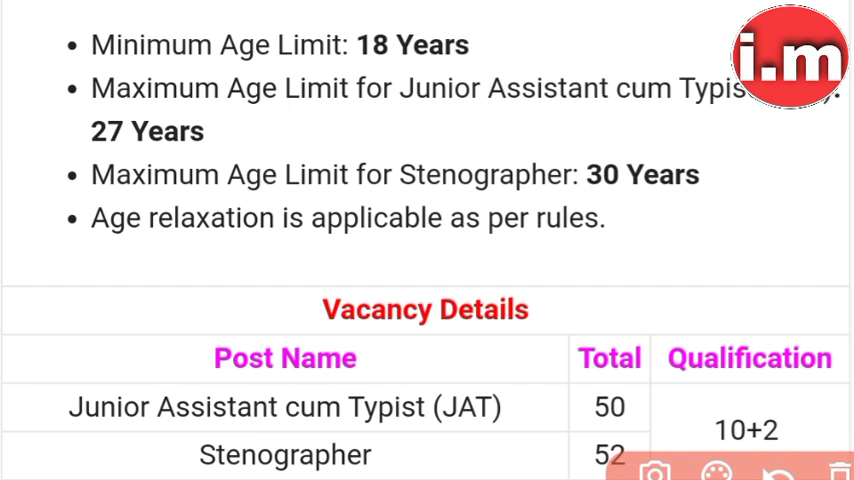 Minimum Age Limit: 18 Years
i.m
Maximum Age Limit for Junior Assistant cum
27 Years
Maximum Age Limit for Stenographer: 30 Years
Age relaxation is applicable as per rules.
Vacancy Details
Post Name Total Qualification
Junior Assistant cum Typist (JAT) 50
10+2
Stenographer 52